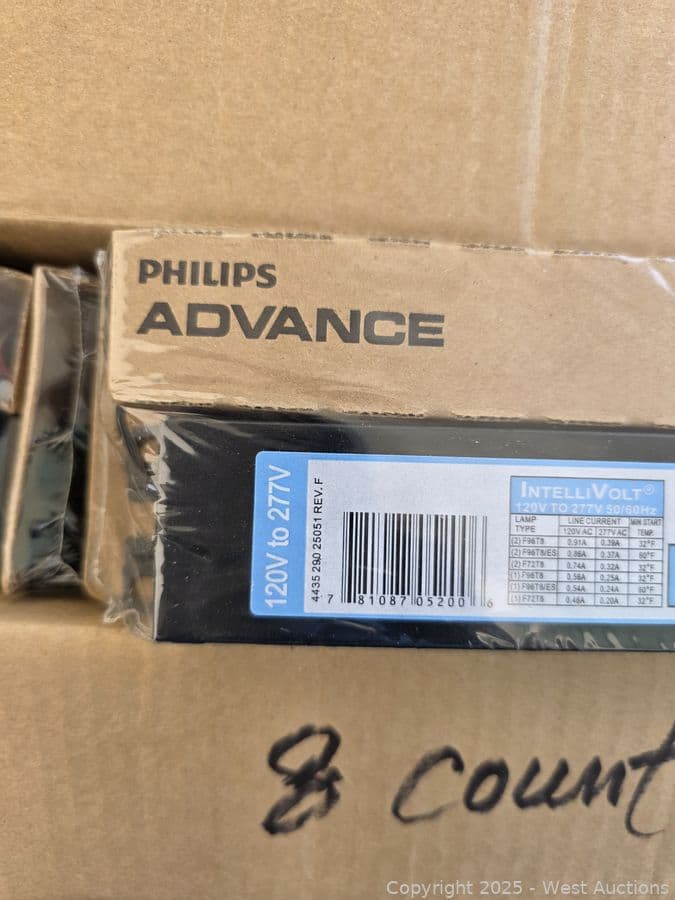 PHILIPS
ADVANCE
120V to 277V
4435 290 25051 REV. F
7 81087 05200 6
INTELLIVOLT®
120V TO 277V 50/60Hz
LAMP TYPE LINE CURRENT MIN START TEMP.
120V AC 277V AC
(2) F96T8 0.91A 0.39A 32°F
(2) F96T8/ES 0.86A 0.37A 60°F
(2) F72T8 0.74A 0.32A 32°F
(1) F96T8 0.56A 0.25A 32°F
(1) F96T8/ES 0.54A 0.24A 60°F
(1) F72T8 0.46A 0.20A 32°F
8 count
Copyright © 2025 - West Auctions